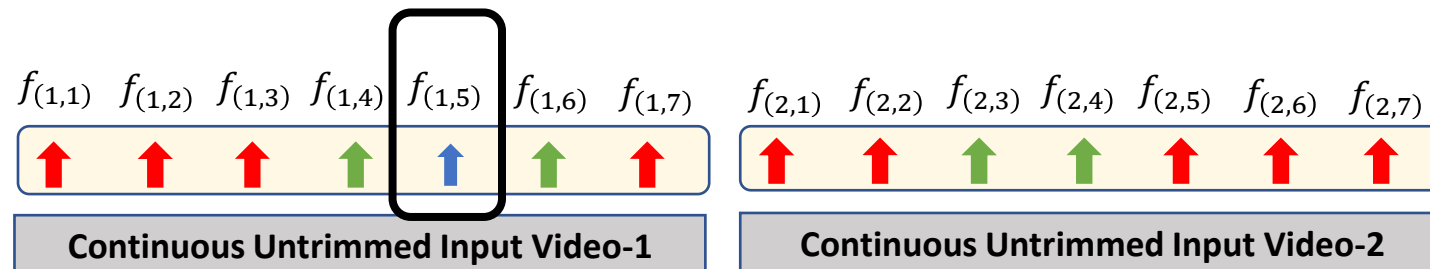 f(1,1) f(1,2) f(1,3) f(1,4) f(1,5) f(1,6) f(1,7)
Continuous Untrimmed Input Video-1
f(2,1) f(2,2) f(2,3) f(2,4) f(2,5) f(2,6) f(2,7)
Continuous Untrimmed Input Video-2